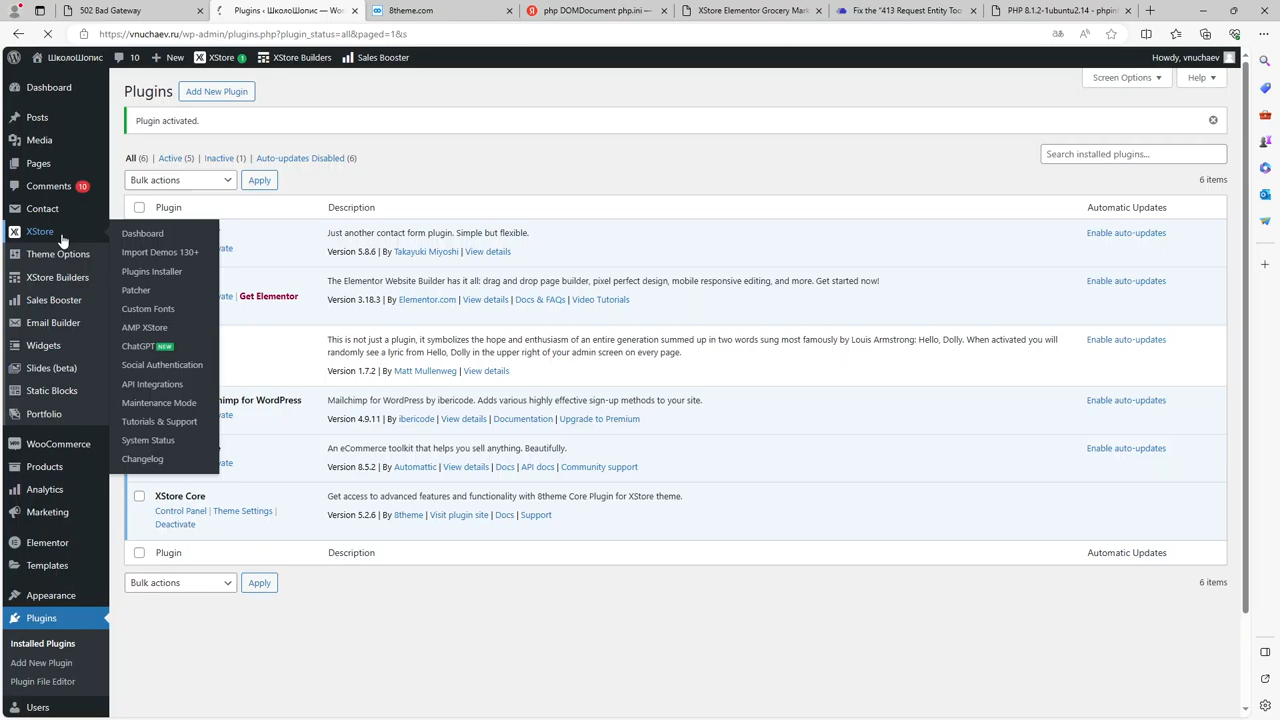 502 Bad Gateway
Plugins ‹ ШколоШопис — Wo
8theme.com
php DOMDocument php.ini —
XStore Elementor Grocery Mark
Fix the "413 Request Entity Too
PHP 8.1.2-1ubuntu2.14 - phpin
https://vnuchaev.ru/wp-admin/plugins.php?plugin_status=all&paged=1&s
ШколоШопис
10
New
XStore 1
XStore Builders
Sales Booster
Howdy, vnuchaev
Dashboard
Posts
Media
Pages
Comments 10
Contact
XStore
Theme Options
XStore Builders
Sales Booster
Email Builder
Widgets
Slides (beta)
Static Blocks
Portfolio
WooCommerce
Products
Analytics
Marketing
Elementor
Templates
Appearance
Plugins
Installed Plugins
Add New Plugin
Plugin File Editor
Users
Dashboard
Import Demos 130+
Plugins Installer
Patcher
Custom Fonts
AMP XStore
ChatGPT NEW
Social Authentication
API Integrations
Maintenance Mode
Tutorials & Support
System Status
Changelog
Screen Options
Help
Plugins
Add New Plugin
Plugin activated.
All (6) | Active (5) | Inactive (1) | Auto-updates Disabled (6)
Search installed plugins...
Bulk actions
Apply
6 items
Plugin
Description
Automatic Updates
Just another contact form plugin. Simple but flexible.
Enable auto-updates
vate
Version 5.8.6 | By Takayuki Miyoshi | View details
The Elementor Website Builder has it all: drag and drop page builder, pixel perfect design, mobile responsive editing, and more. Get started now!
Enable auto-updates
vate | Get Elementor
Version 3.18.3 | By Elementor.com | View details | Docs & FAQs | Video Tutorials
This is not just a plugin, it symbolizes the hope and enthusiasm of an entire generation summed up in two words sung most famously by Louis Armstrong: Hello, Dolly. When activated you will
randomly see a lyric from Hello, Dolly in the upper right of your admin screen on every page.
Enable auto-updates
Version 1.7.2 | By Matt Mullenweg | View details
himp for WordPress
Mailchimp for WordPress by ibericode. Adds various highly effective sign-up methods to your site.
Enable auto-updates
vate
Version 4.9.11 | By ibericode | View details | Documentation | Upgrade to Premium
An eCommerce toolkit that helps you sell anything. Beautifully.
Enable auto-updates
vate
Version 8.5.2 | By Automattic | View details | Docs | API docs | Community support
XStore Core
Get access to advanced features and functionality with 8theme Core Plugin for XStore theme.
Control Panel | Theme Settings |
Deactivate
Version 5.2.6 | By 8theme | Visit plugin site | Docs | Support
Plugin
Description
Automatic Updates
Bulk actions
Apply
6 items